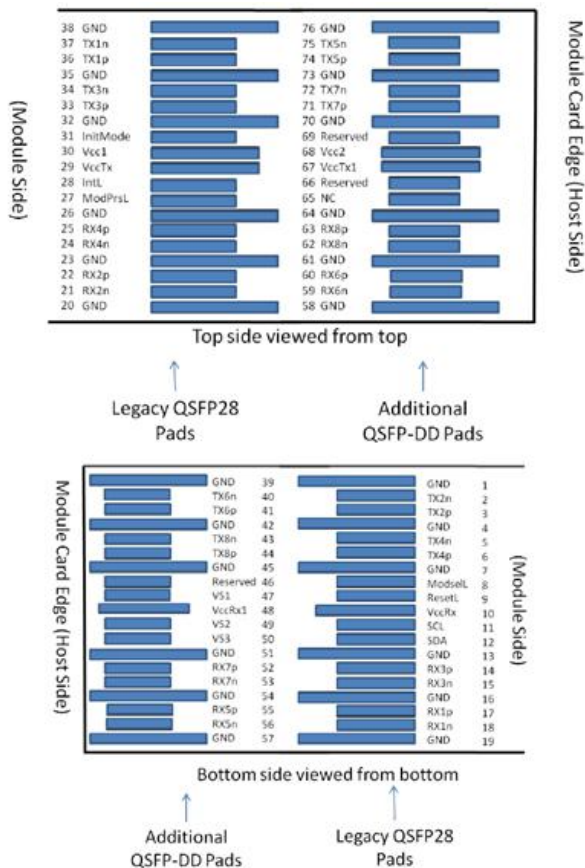 38 GND 76 GND
37 TX1n 75 TX5n
36 TX1p 74 TX5p
35 GND 73 GND
34 TX3n 72 TX7n
33 TX3p 71 TX7p
32 GND 70 GND
31 InitMode 69 Reserved
30 Vcc1 68 Vcc2
29 VccTx 67 VccTx1
28 IntL 66 Reserved
27 ModPrsL 65 NC
26 GND 64 GND
25 RX4p 63 RX8p
24 RX4n 62 RX8n
23 GND 61 GND
22 RX2p 60 RX6p
21 RX2n 59 RX6n
20 GND 58 GND
(Module Side)
Module Card Edge (Host Side)
Top side viewed from top
Legacy QSFP28
Pads
Additional
QSFP-DD Pads
GND 39 GND 1
TX6n 40 TX2n 2
TX6p 41 TX2p 3
GND 42 GND 4
TX8n 43 TX4n 5
TX8p 44 TX4p 6
GND 45 GND 7
Reserved 46 ModselL 8
VS1 47 ResetL 9
VccRx1 48 VccRx 10
VS2 49 SCL 11
VS3 50 SDA 12
GND 51 GND 13
RX7p 52 RX3p 14
RX7n 53 RX3n 15
GND 54 GND 16
RX5p 55 RX1p 17
RX5n 56 RX1n 18
GND 57 GND 19
Module Card Edge (Host Side)
(Module Side)
Bottom side viewed from bottom
Additional
QSFP-DD Pads
Legacy QSFP28
Pads